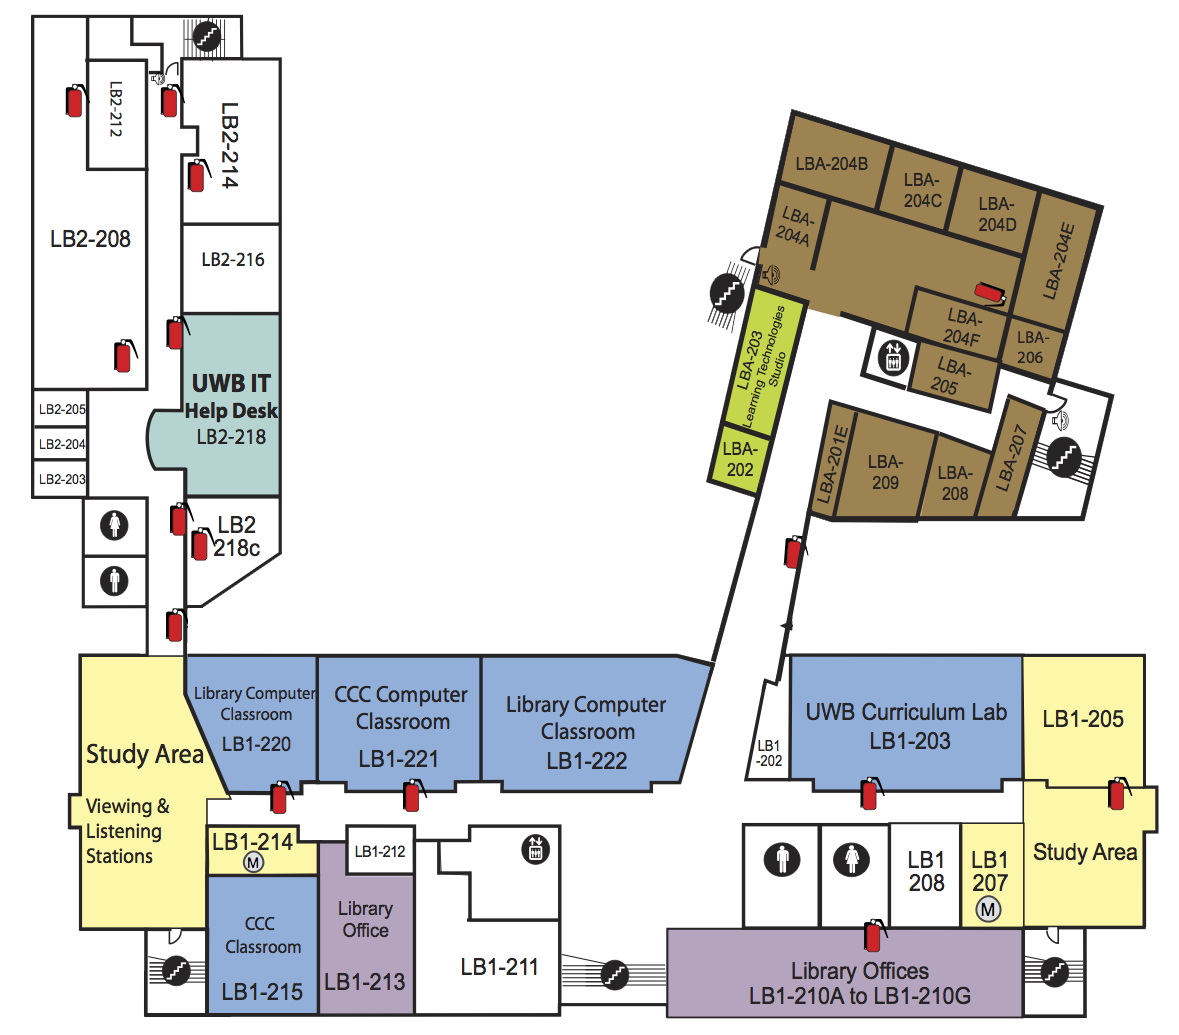 LB2-212
LB2-214
LB2-208
LB2-216
UWB IT
Help Desk
LB2-218
LB2-205
LB2-204
LB2-203
LB2
218c
LBA-204B
LBA-
204C
LBA-
204D
LBA-204E
LBA-
204A
LBA-
204F
LBA-
206
LBA-
205
LBA-203
Learning Technologies
Studio
LBA-
202
LBA-201E
LBA-
209
LBA-
208
LBA-207
Study Area
Viewing &
Listening
Stations
Library Computer
Classroom
LB1-220
CCC Computer
Classroom
LB1-221
Library Computer
Classroom
LB1-222
LB1
-202
UWB Curriculum Lab
LB1-203
LB1-205
LB1-214
M
LB1-212
CCC
Classroom
LB1-215
Library
Office
LB1-213
LB1-211
LB1
208
LB1
207
M
Study Area
Library Offices
LB1-210A to LB1-210G